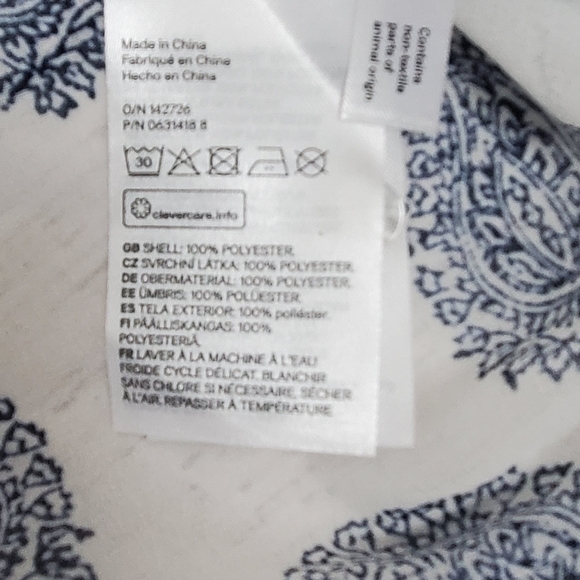 Made in China
Fabriqué en Chine
Hecho en China
O/N 142726
P/N 0631418 8
30
clevercare.info
GB SHELL: 100% POLYESTER
CZ SVRCHNÍ LÁTKA: 100% POLYESTER
DE OBERMATERIAL: 100% POLYESTER
EE ÜMBRIS: 100% POLÜESTER
ES TELA EXTERIOR: 100% poliéster
FI PÄÄLLISKANGAS: 100%
POLYESTERIÄ
FR LAVER À LA MACHINE À L'EAU
FROIDE CYCLE DÉLICAT, BLANCHIR
SANS CHLORE SI NÉCESSAIRE, SÉCHER
À L'AIR, REPASSER À TEMPÉRATURE
Contains
non-textile
parts of
animal origin